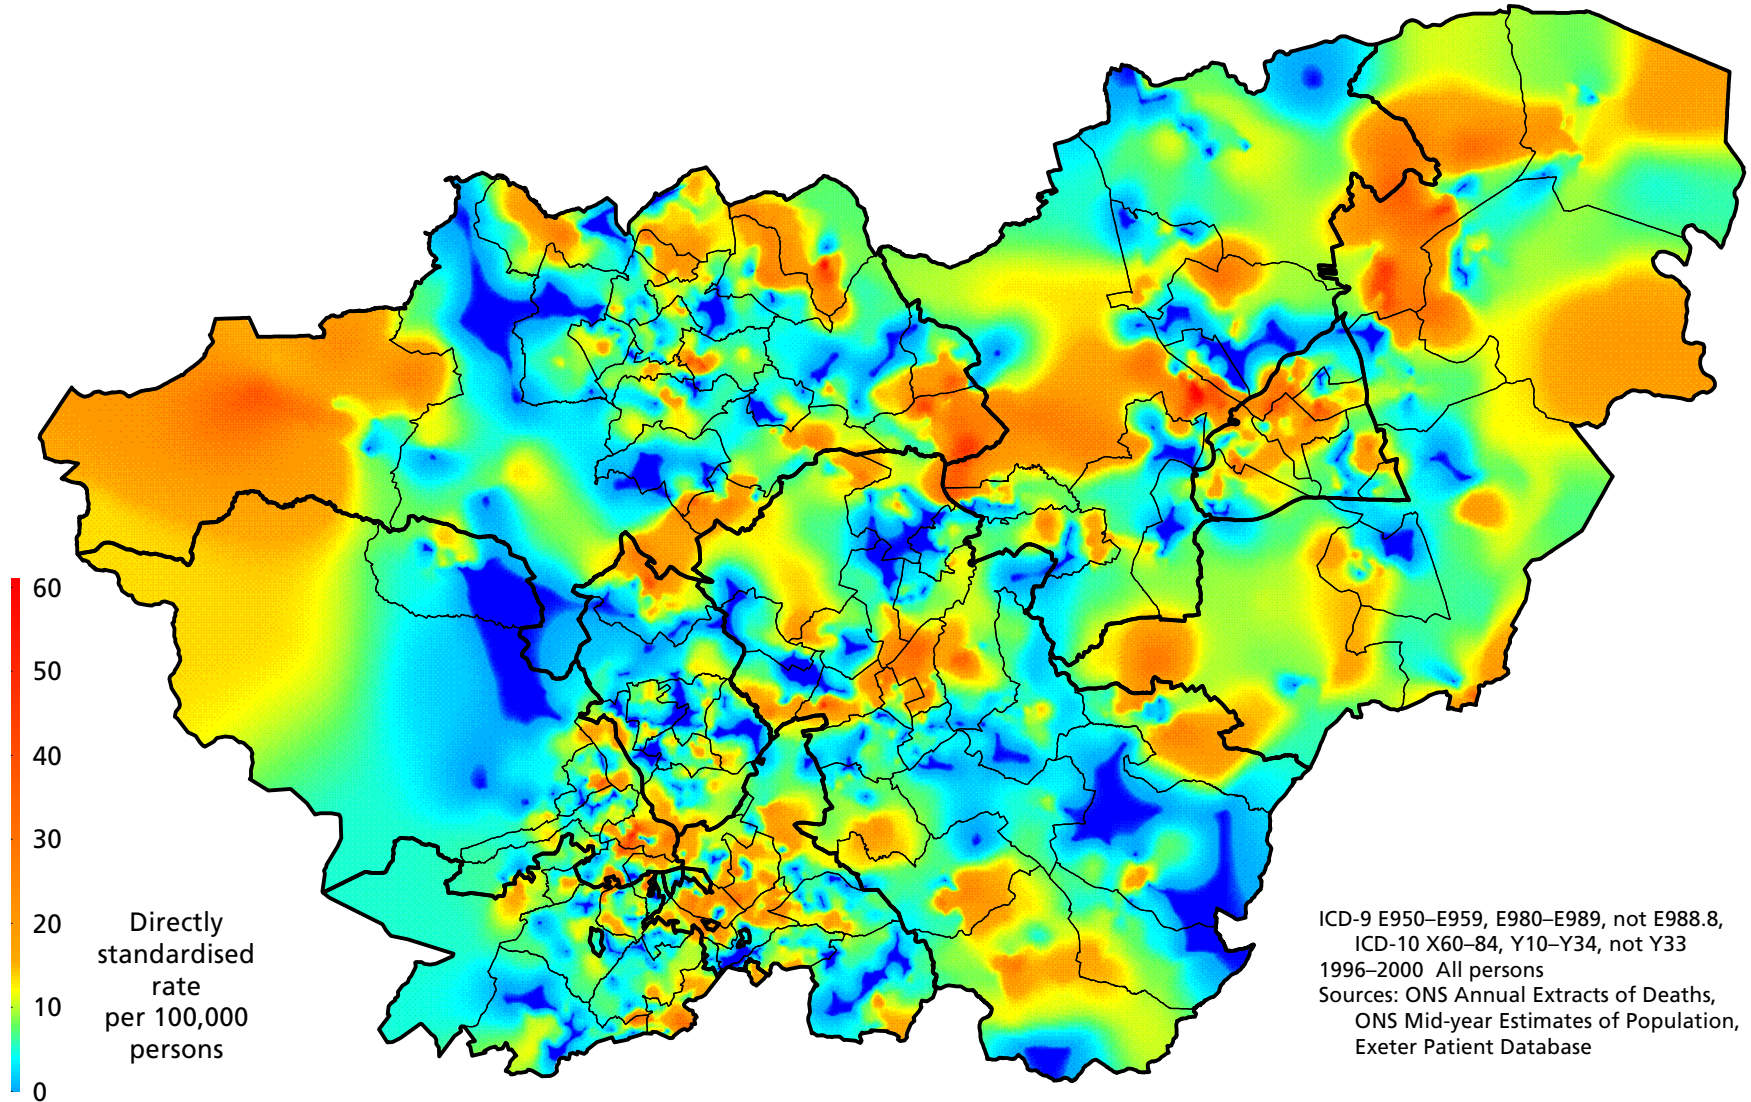 60
50
40
30
20
10
0
Directly
standardised
rate
per 100,000
persons
ICD-9 E950–E959, E980–E989, not E988.8,
ICD-10 X60–84, Y10–Y34, not Y33
1996–2000 All persons
Sources: ONS Annual Extracts of Deaths,
ONS Mid-year Estimates of Population,
Exeter Patient Database